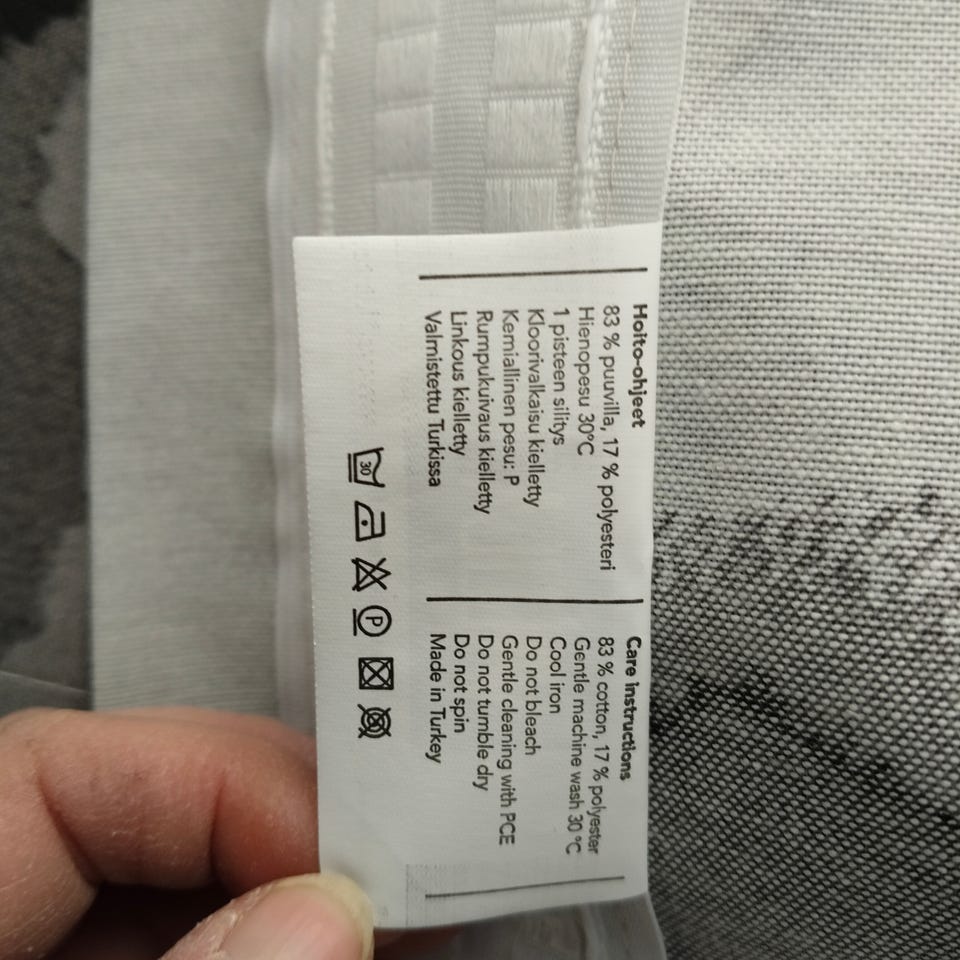 Hoito-ohjeet
83 % puuvilla, 17 % polyesteri
Hienopesu 30°C
1 pisteen silitys
Kloorivalkaisu kielletty
Kemiallinen pesu: P
Rumpukuivaus kielletty
Linkous kielletty
Valmistettu Turkissa
Care instructions
83 % cotton, 17 % polyester
Gentle machine wash 30 °C
Cool iron
Do not bleach
Gentle cleaning with PCE
Do not tumble dry
Do not spin
Made in Turkey
30 P